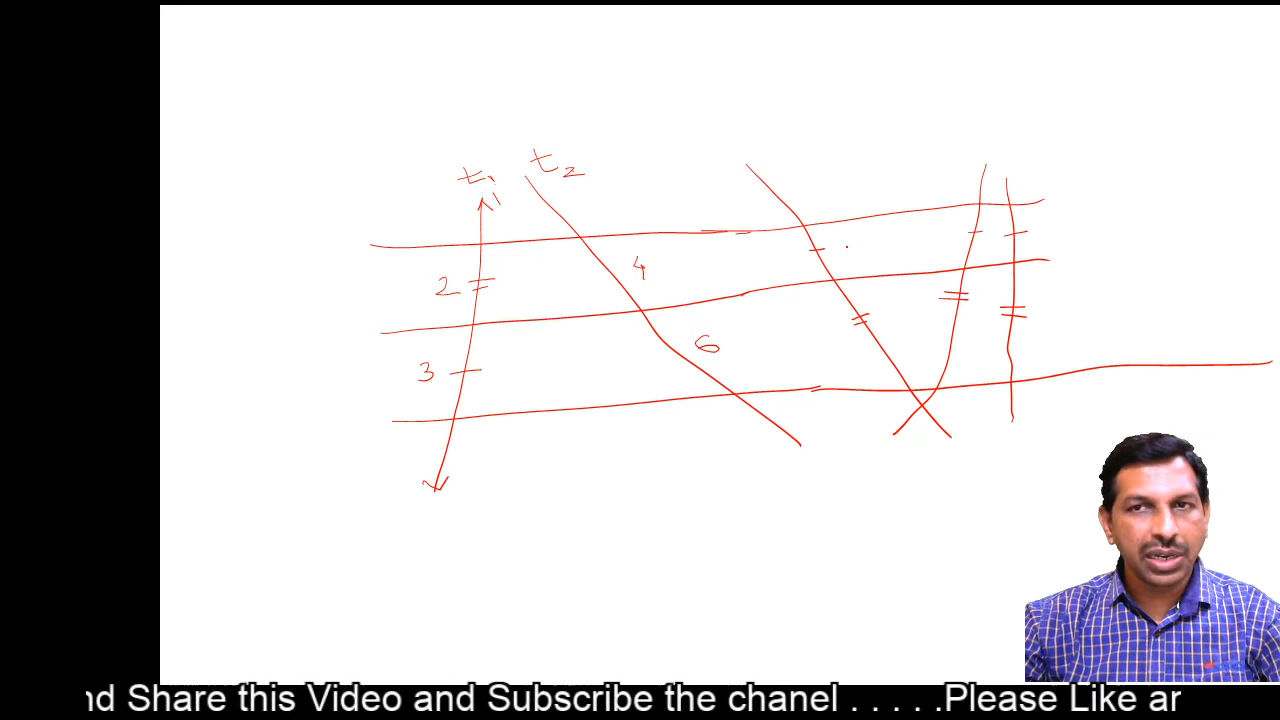 t₁ t₂
2 4
3 6
nd Share this Video and Subscribe the chanel . . . . .Please Like ar